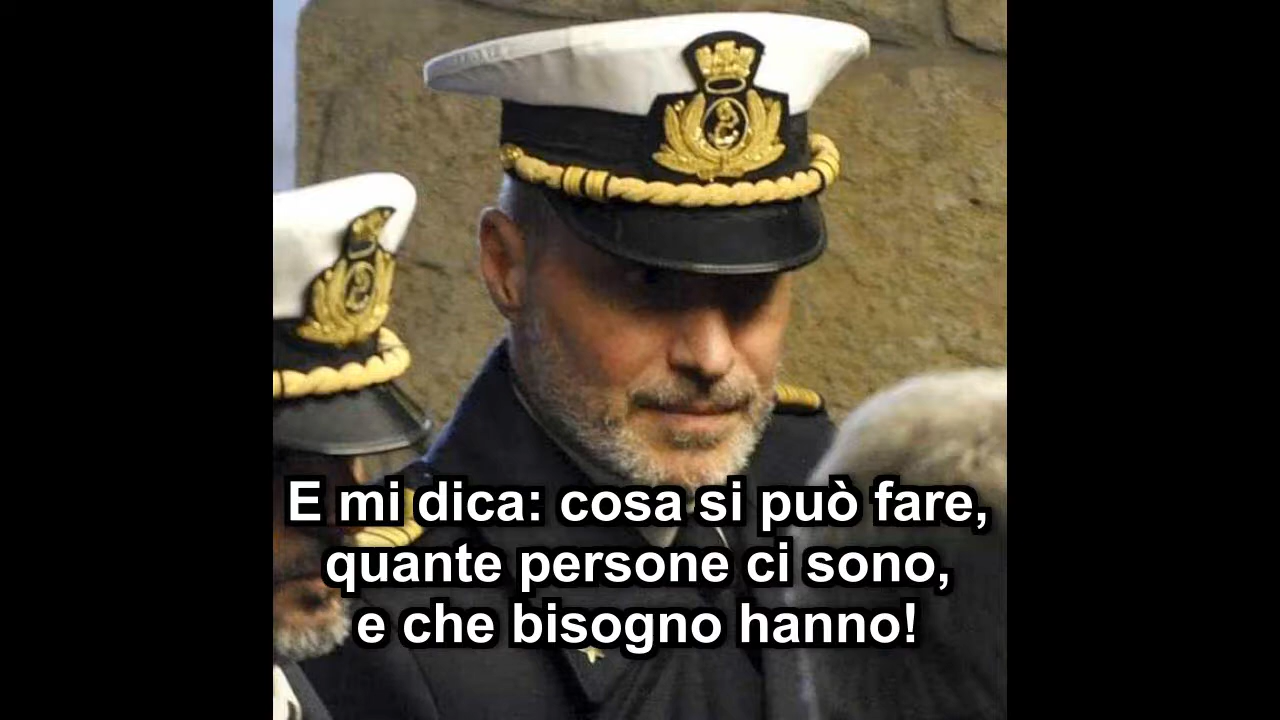 E mi dica: cosa si può fare,
quante persone ci sono,
e che bisogno hanno!